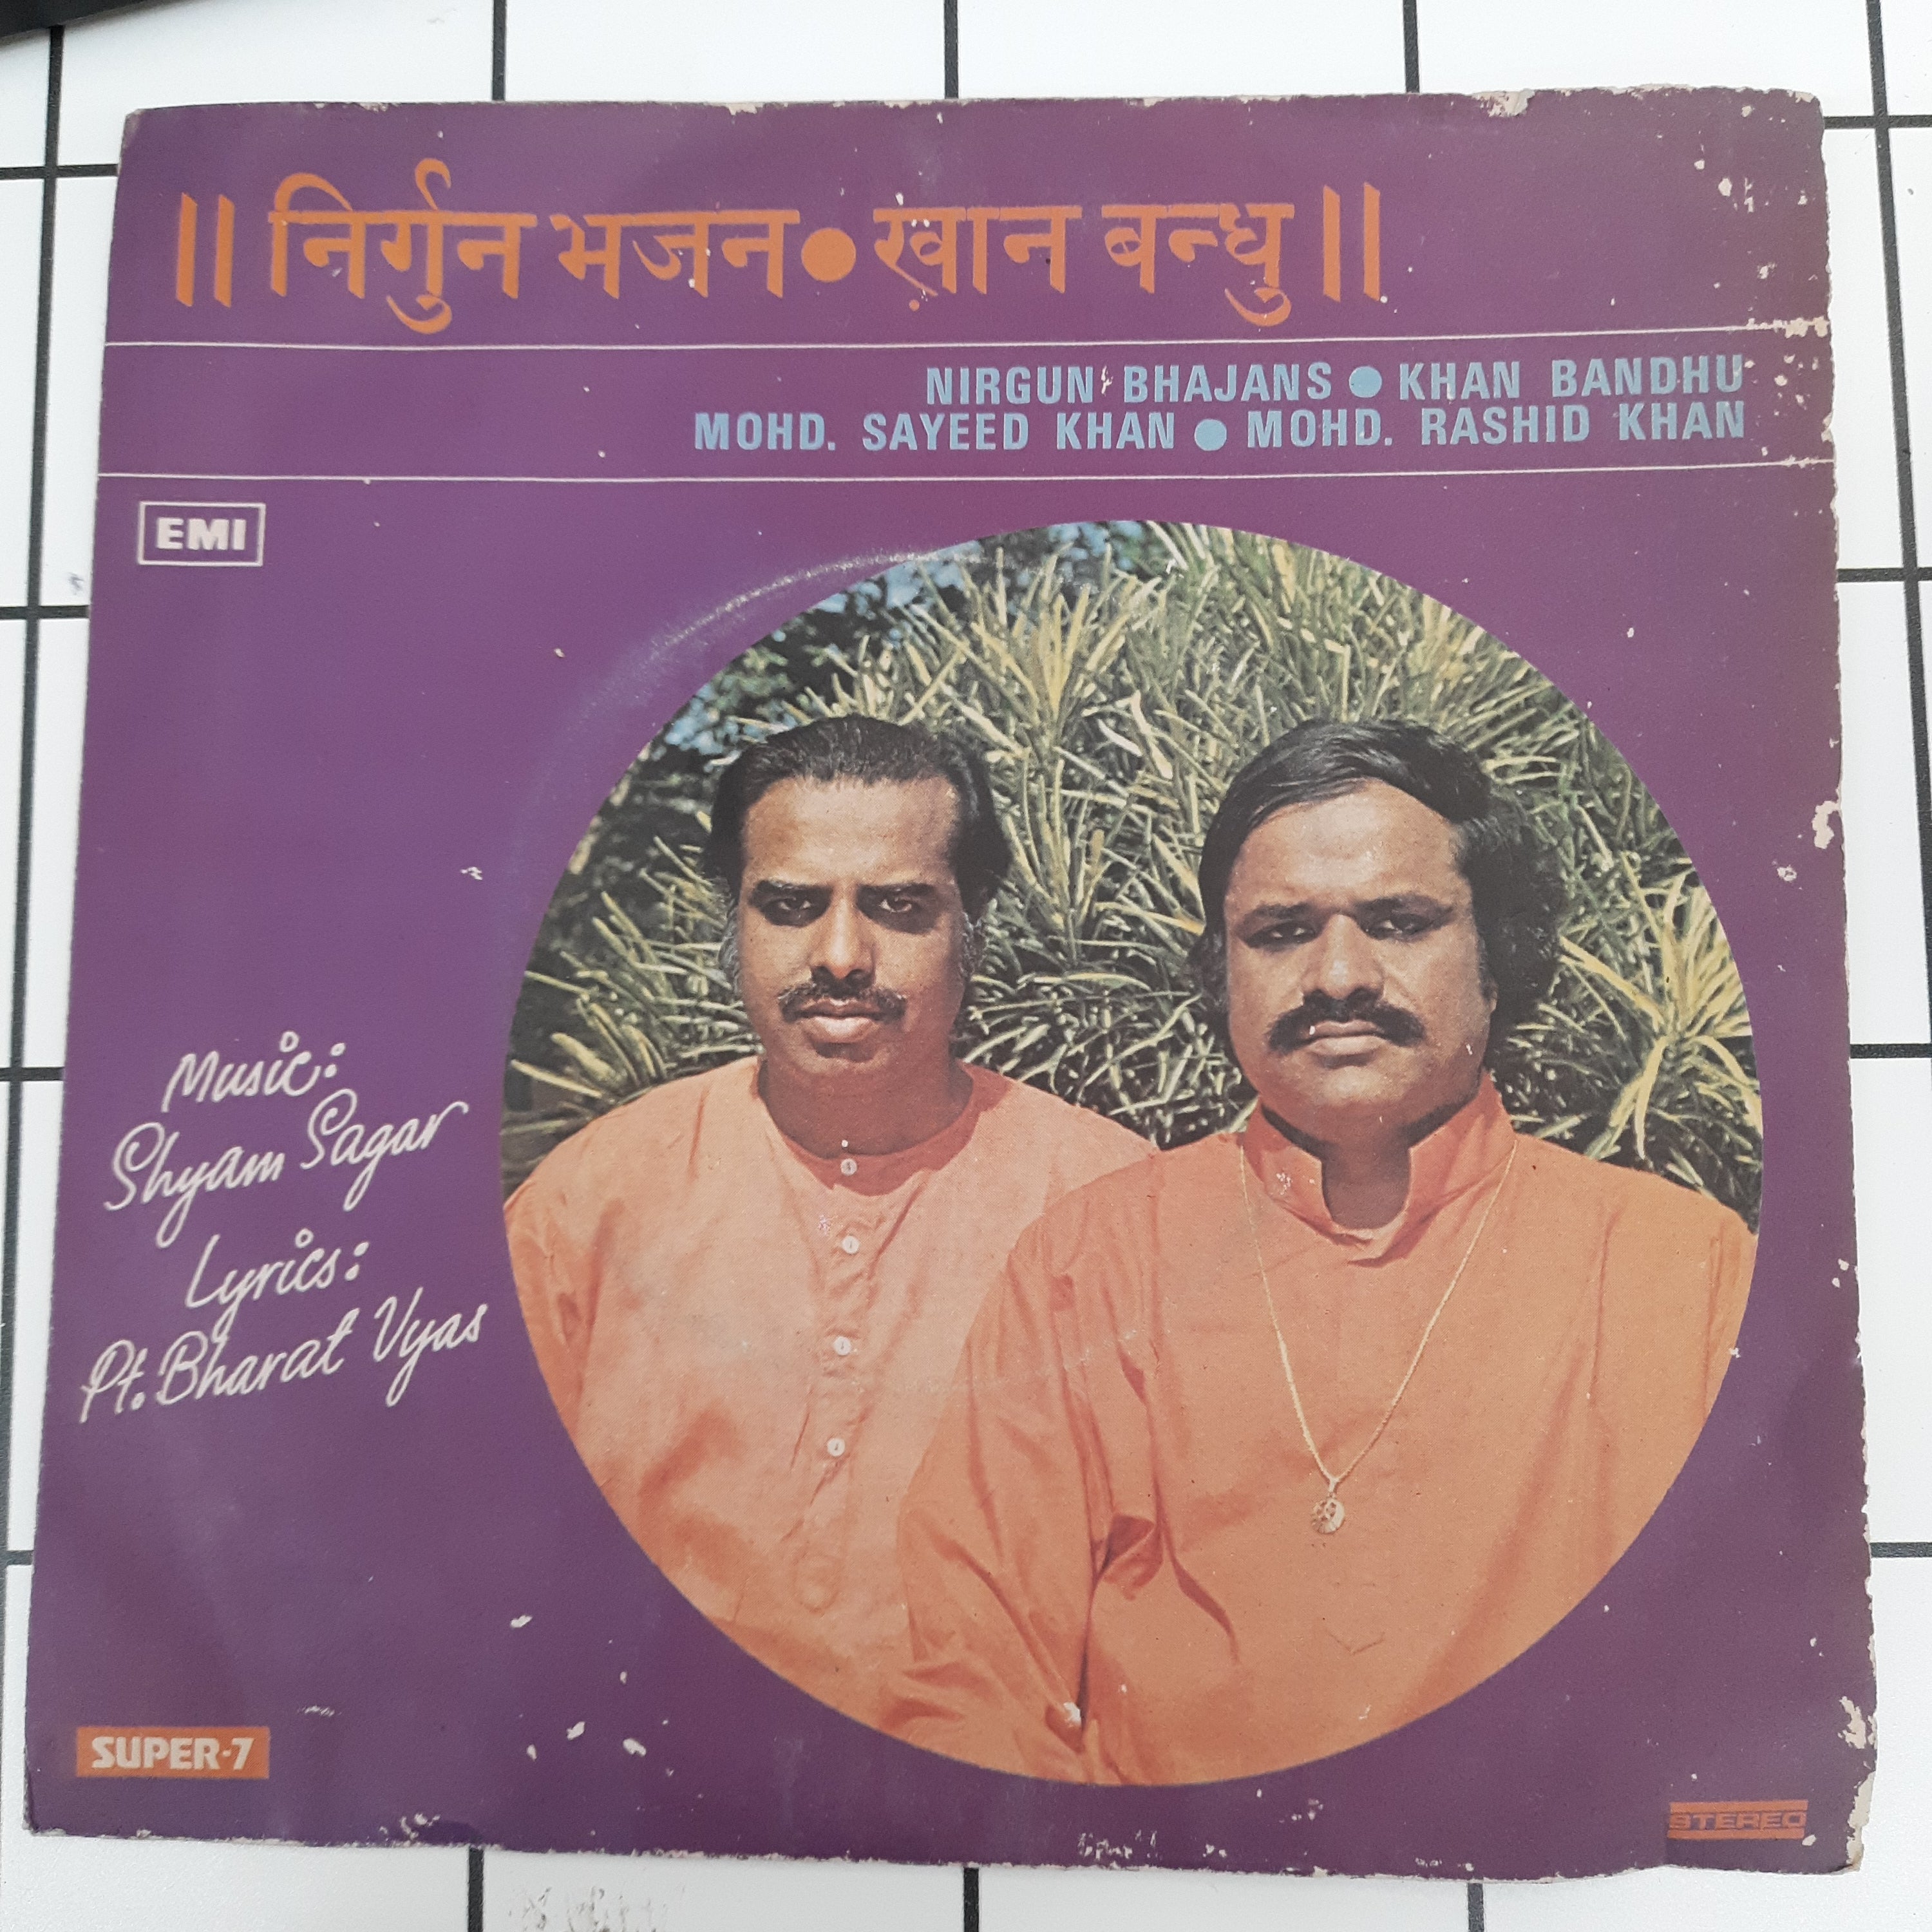 || निर्गुन भजन ● ख़ान बन्धु ||
NIRGUN BHAJANS ● KHAN BANDHU
MOHD. SAYEED KHAN ● MOHD. RASHID KHAN
EMI
Music:
Shyam Sagar
Lyrics:
Pt. Bharat Vyas
SUPER-7
STEREO